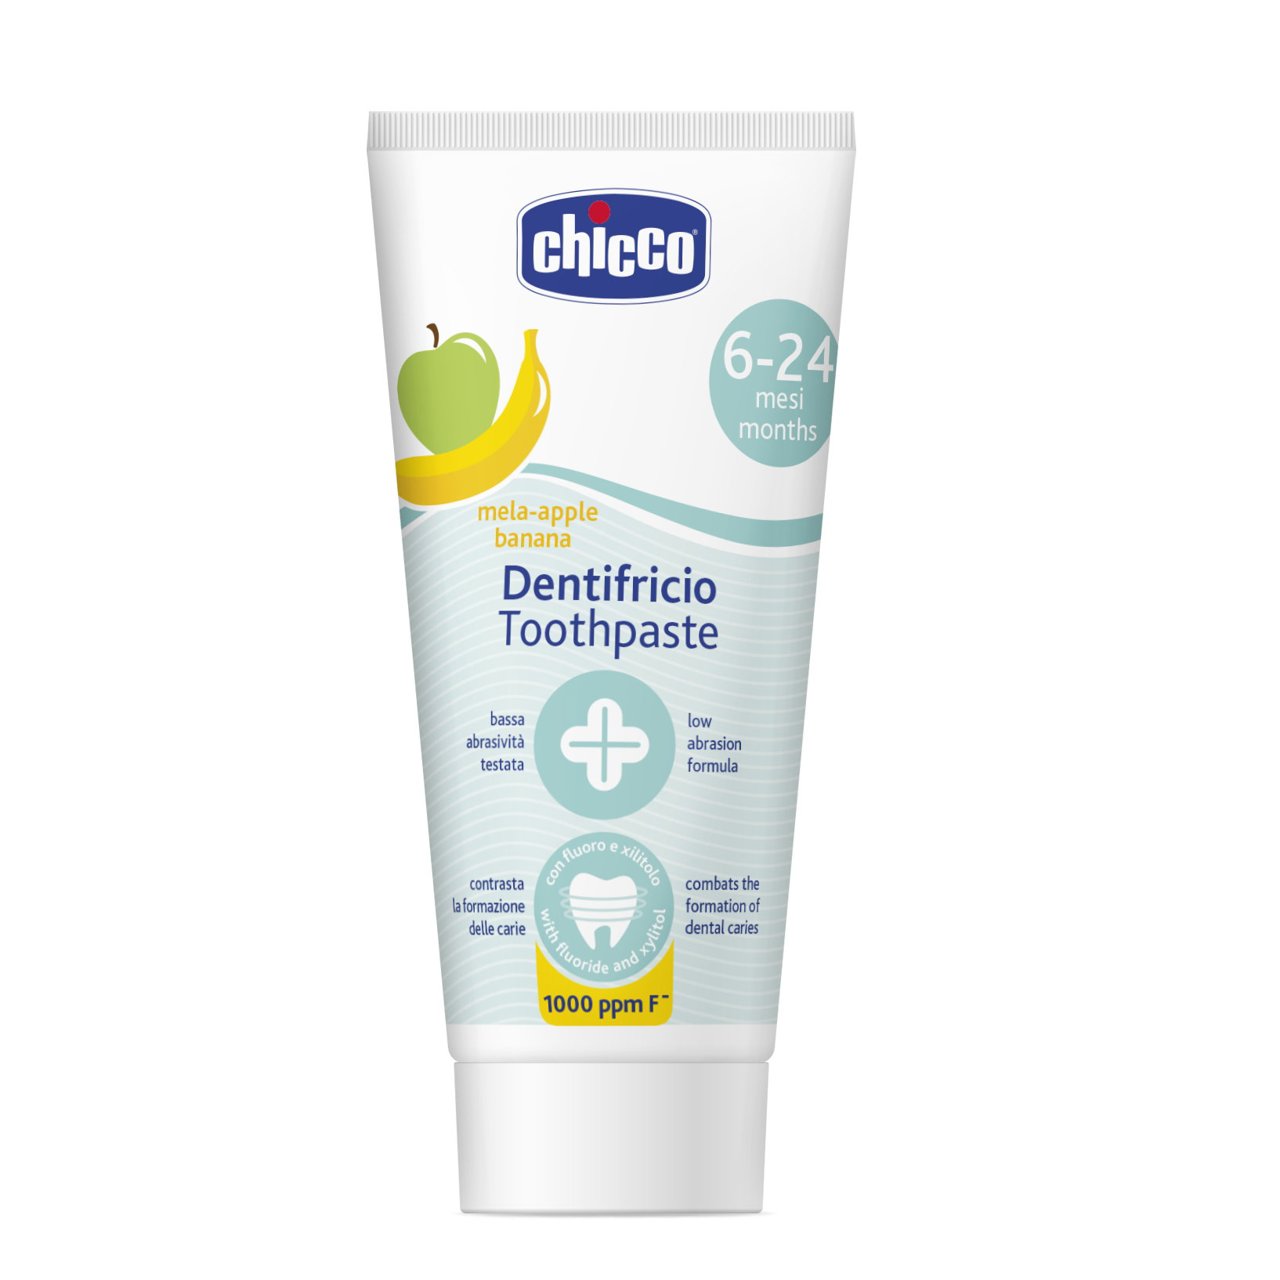 chicco®
6-24
mesi
months
mela-apple
banana
Dentifricio
Toothpaste
bassa
abrasività
testata
low
abrasion
formula
con fluoro e xilitolo
with fluoride and xylitol
contrasta
la formazione
delle carie
combats the
formation of
dental caries
1000 ppm F⁻